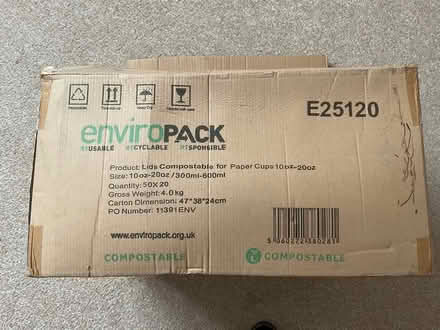 E25120
enviropack
REUSABLE RECYCLABLE RESPONSIBLE
Product: Lids Compostable for Paper Cups 10oz-20oz
Size: 10oz-20oz /300ml-600ml
Quantity: 50X20
Gross Weight: 4.0kg
Carton Dimension: 47*38*24cm
PO Number: 11391ENV
www.enviropack.org.uk
COMPOSTABLE
COMPOSTABLE